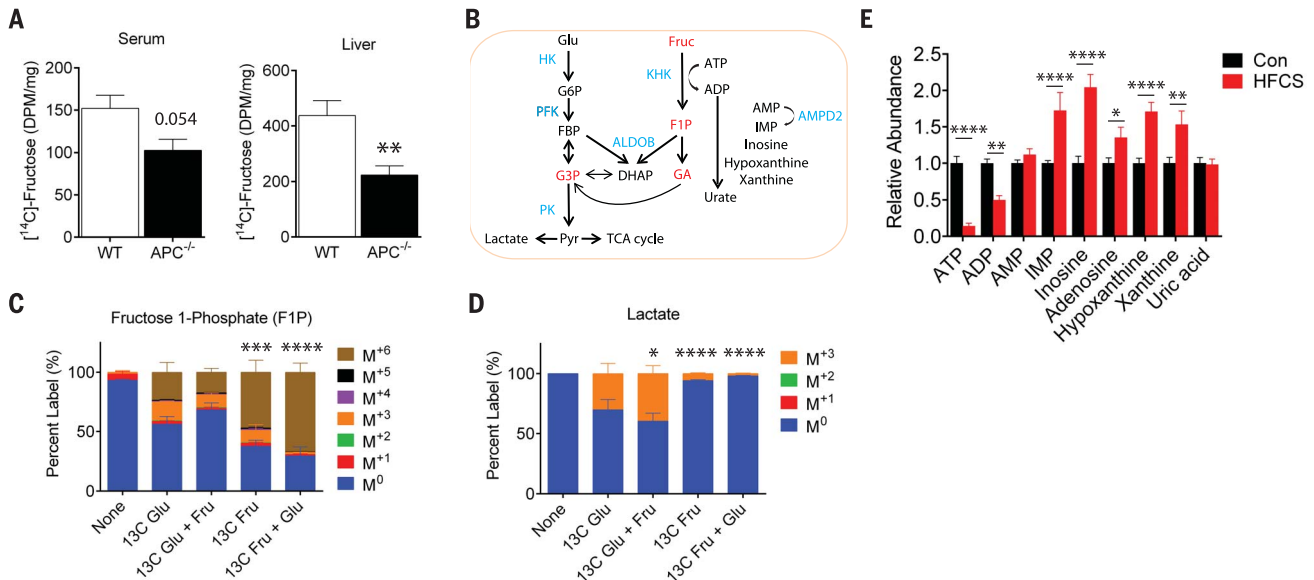 A
Serum
[¹⁴C]-Fructose (DPM/mg)
200
150
100
50
0
0.054
WT
APC⁻/⁻
Liver
[¹⁴C]-Fructose (DPM/mg)
600
400
200
0
**
WT
APC⁻/⁻
B
Glu
Fruc
HK
KHK
ATP
ADP
G6P
PFK
AMP
AMPD2
IMP
FBP
ALDOB
F1P
Inosine
Hypoxanthine
Xanthine
G3P
DHAP
GA
Urate
PK
Lactate
Pyr
TCA cycle
E
Relative Abundance
2.5
2.0
1.5
1.0
0.5
0.0
****
**
****
****
*
****
**
Con
HFCS
ATP
ADP
AMP
IMP
Inosine
Adenosine
Hypoxanthine
Xanthine
Uric acid
C
Fructose 1-Phosphate (F1P)
Percent Label (%)
100
50
0
***
****
M⁺⁶
M⁺⁵
M⁺⁴
M⁺³
M⁺²
M⁺¹
M⁰
None
13C Glu
13C Glu + Fru
13C Fru
13C Fru + Glu
D
Lactate
Percent Label (%)
100
50
0
*
****
****
M⁺³
M⁺²
M⁺¹
M⁰
None
13C Glu
13C Glu + Fru
13C Fru
13C Fru + Glu